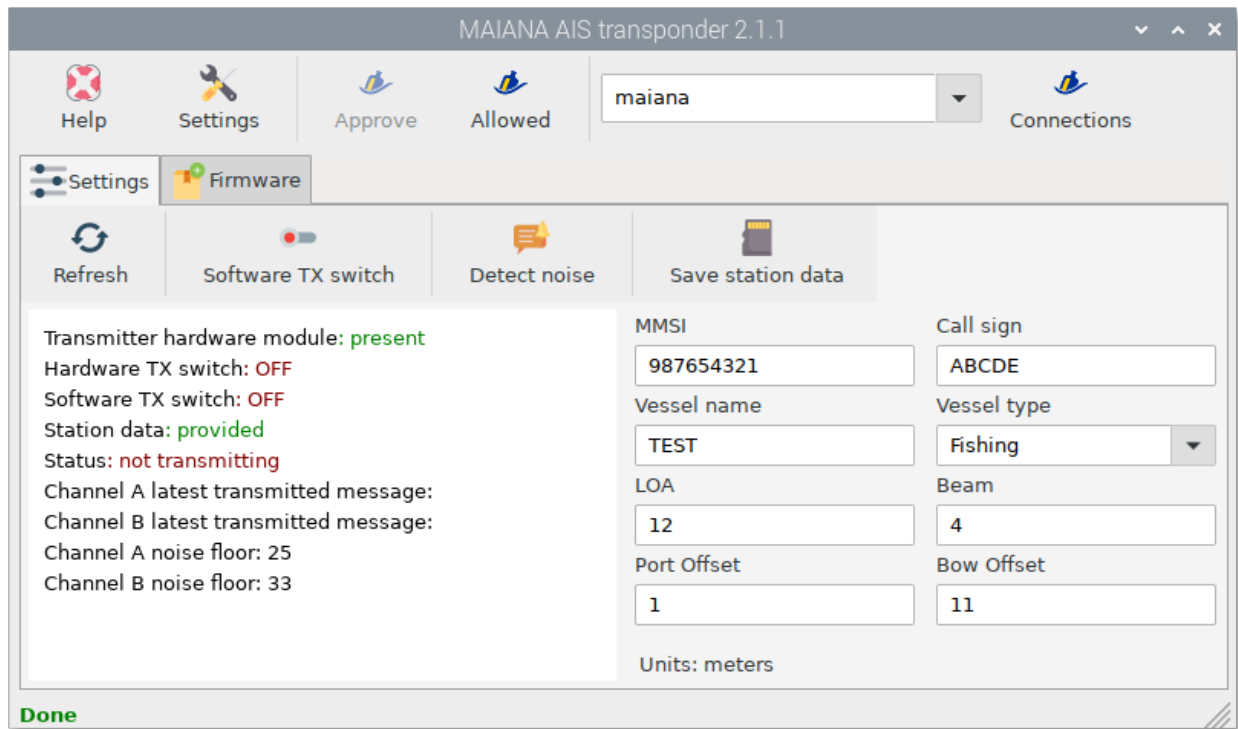 MAIANA AIS transponder 2.1.1
Help
Settings
Approve
Allowed
maiana
Connections
Settings
Firmware
Refresh
Software TX switch
Detect noise
Save station data
Transmitter hardware module: present
Hardware TX switch: OFF
Software TX switch: OFF
Station data: provided
Status: not transmitting
Channel A latest transmitted message:
Channel B latest transmitted message:
Channel A noise floor: 25
Channel B noise floor: 33
MMSI
987654321
Call sign
ABCDE
Vessel name
TEST
Vessel type
Fishing
LOA
12
Beam
4
Port Offset
1
Bow Offset
11
Units: meters
Done